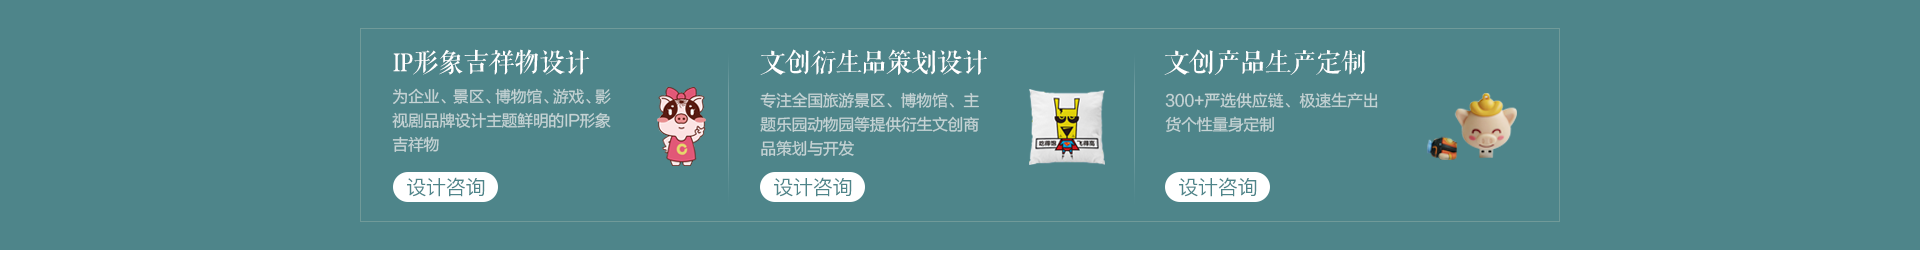 IP形象吉祥物设计
为企业、景区、博物馆、游戏、影
视剧品牌设计主题鲜明的IP形象
吉祥物
设计咨询
文创衍生品策划设计
专注全国旅游景区、博物馆、主
题乐园动物园等提供衍生文创商
品策划与开发
吃得饱 飞得高
设计咨询
文创产品生产定制
300+严选供应链、极速生产出
货个性量身定制
设计咨询